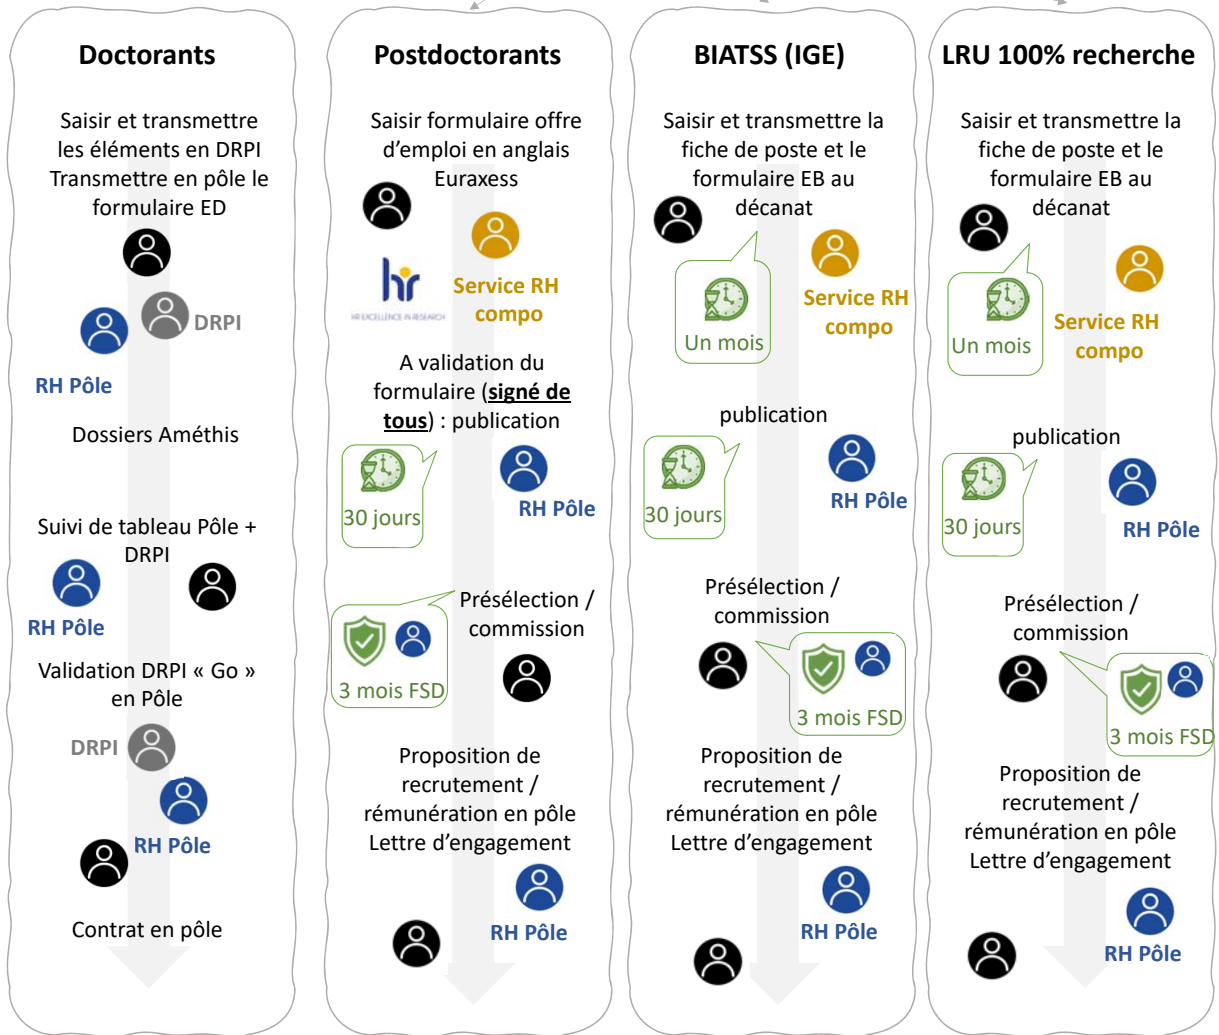 Doctorants
Saisir et transmettre
les éléments en DRPI
Transmettre en pôle le
formulaire ED
DRPI
RH Pôle
Dossiers Améthis
Suivi de tableau Pôle +
DRPI
RH Pôle
Validation DRPI « Go »
en Pôle
DRPI
RH Pôle
Contrat en pôle
Postdoctorants
Saisir formulaire offre
d'emploi en anglais
Euraxess
hr
HR EXCELLENCE IN RESEARCH
Service RH
compo
A validation du
formulaire (signé de
tous) : publication
30 jours
RH Pôle
Présélection /
commission
3 mois FSD
Proposition de
recrutement /
rémunération en pôle
Lettre d'engagement
RH Pôle
BIATSS (IGE)
Saisir et transmettre la
fiche de poste et le
formulaire EB au
décanat
Un mois
Service RH
compo
publication
30 jours
RH Pôle
Présélection /
commission
3 mois FSD
Proposition de
recrutement /
rémunération en pôle
Lettre d'engagement
RH Pôle
LRU 100% recherche
Saisir et transmettre la
fiche de poste et le
formulaire EB au
décanat
Un mois
Service RH
compo
publication
30 jours
RH Pôle
Présélection /
commission
3 mois FSD
Proposition de
recrutement /
rémunération en pôle
Lettre d'engagement
RH Pôle